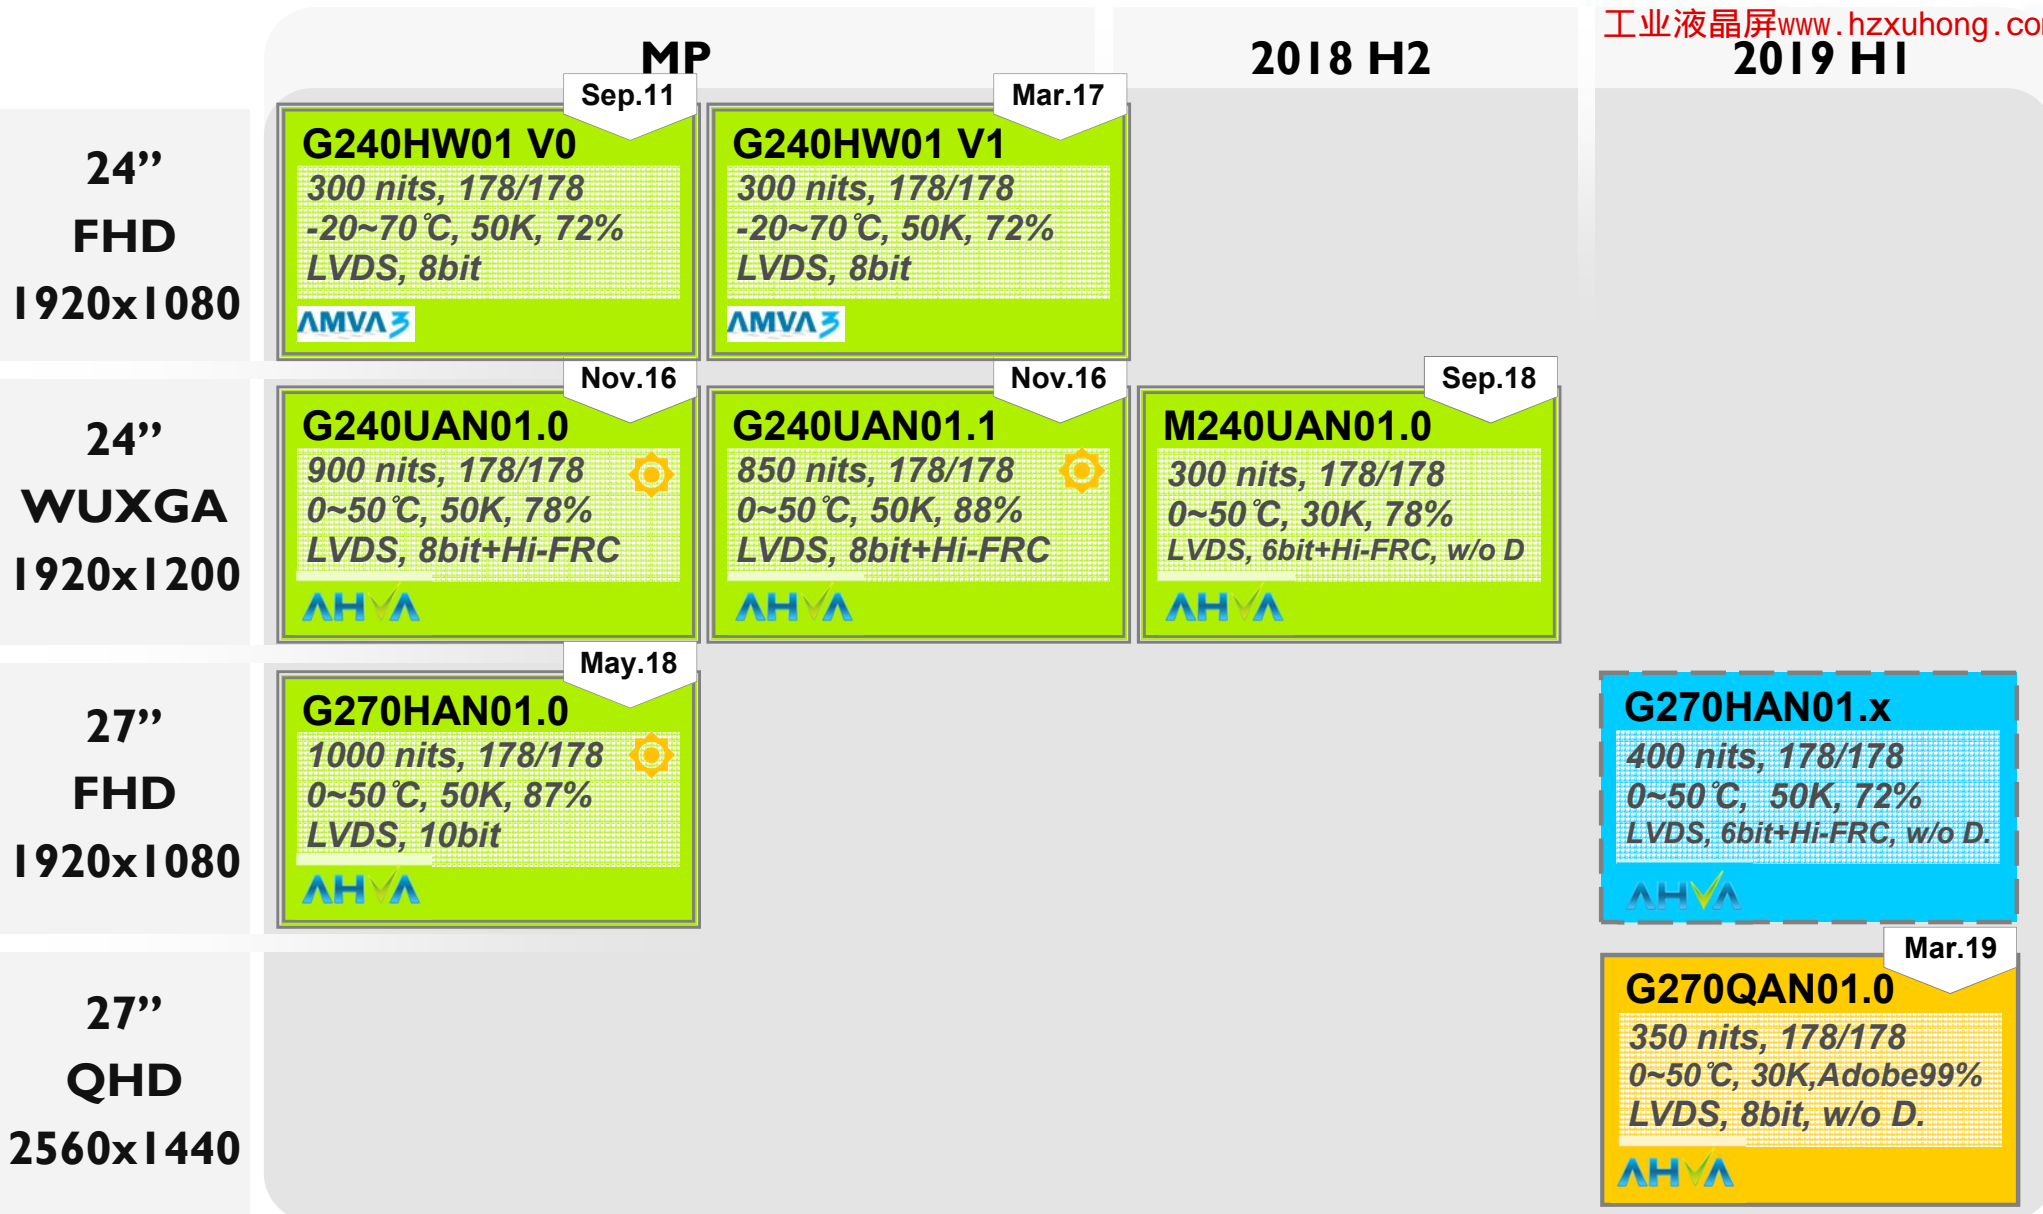 工业液晶屏www.hzxuhong.co
MP
2018 H2
2019 H1
24’’
FHD
1920x1080
Sep.11
G240HW01 V0
300 nits, 178/178
-20~70℃, 50K, 72%
LVDS, 8bit
AMVA3
Mar.17
G240HW01 V1
300 nits, 178/178
-20~70℃, 50K, 72%
LVDS, 8bit
AMVA3
24’’
WUXGA
1920x1200
Nov.16
G240UAN01.0
900 nits, 178/178
0~50℃, 50K, 78%
LVDS, 8bit+Hi-FRC
AHVA
Nov.16
G240UAN01.1
850 nits, 178/178
0~50℃, 50K, 88%
LVDS, 8bit+Hi-FRC
AHVA
Sep.18
M240UAN01.0
300 nits, 178/178
0~50℃, 30K, 78%
LVDS, 6bit+Hi-FRC, w/o D
AHVA
27’’
FHD
1920x1080
May.18
G270HAN01.0
1000 nits, 178/178
0~50℃, 50K, 87%
LVDS, 10bit
AHVA
G270HAN01.x
400 nits, 178/178
0~50℃, 50K, 72%
LVDS, 6bit+Hi-FRC, w/o D.
AHVA
27’’
QHD
2560x1440
Mar.19
G270QAN01.0
350 nits, 178/178
0~50℃, 30K,Adobe99%
LVDS, 8bit, w/o D.
AHVA